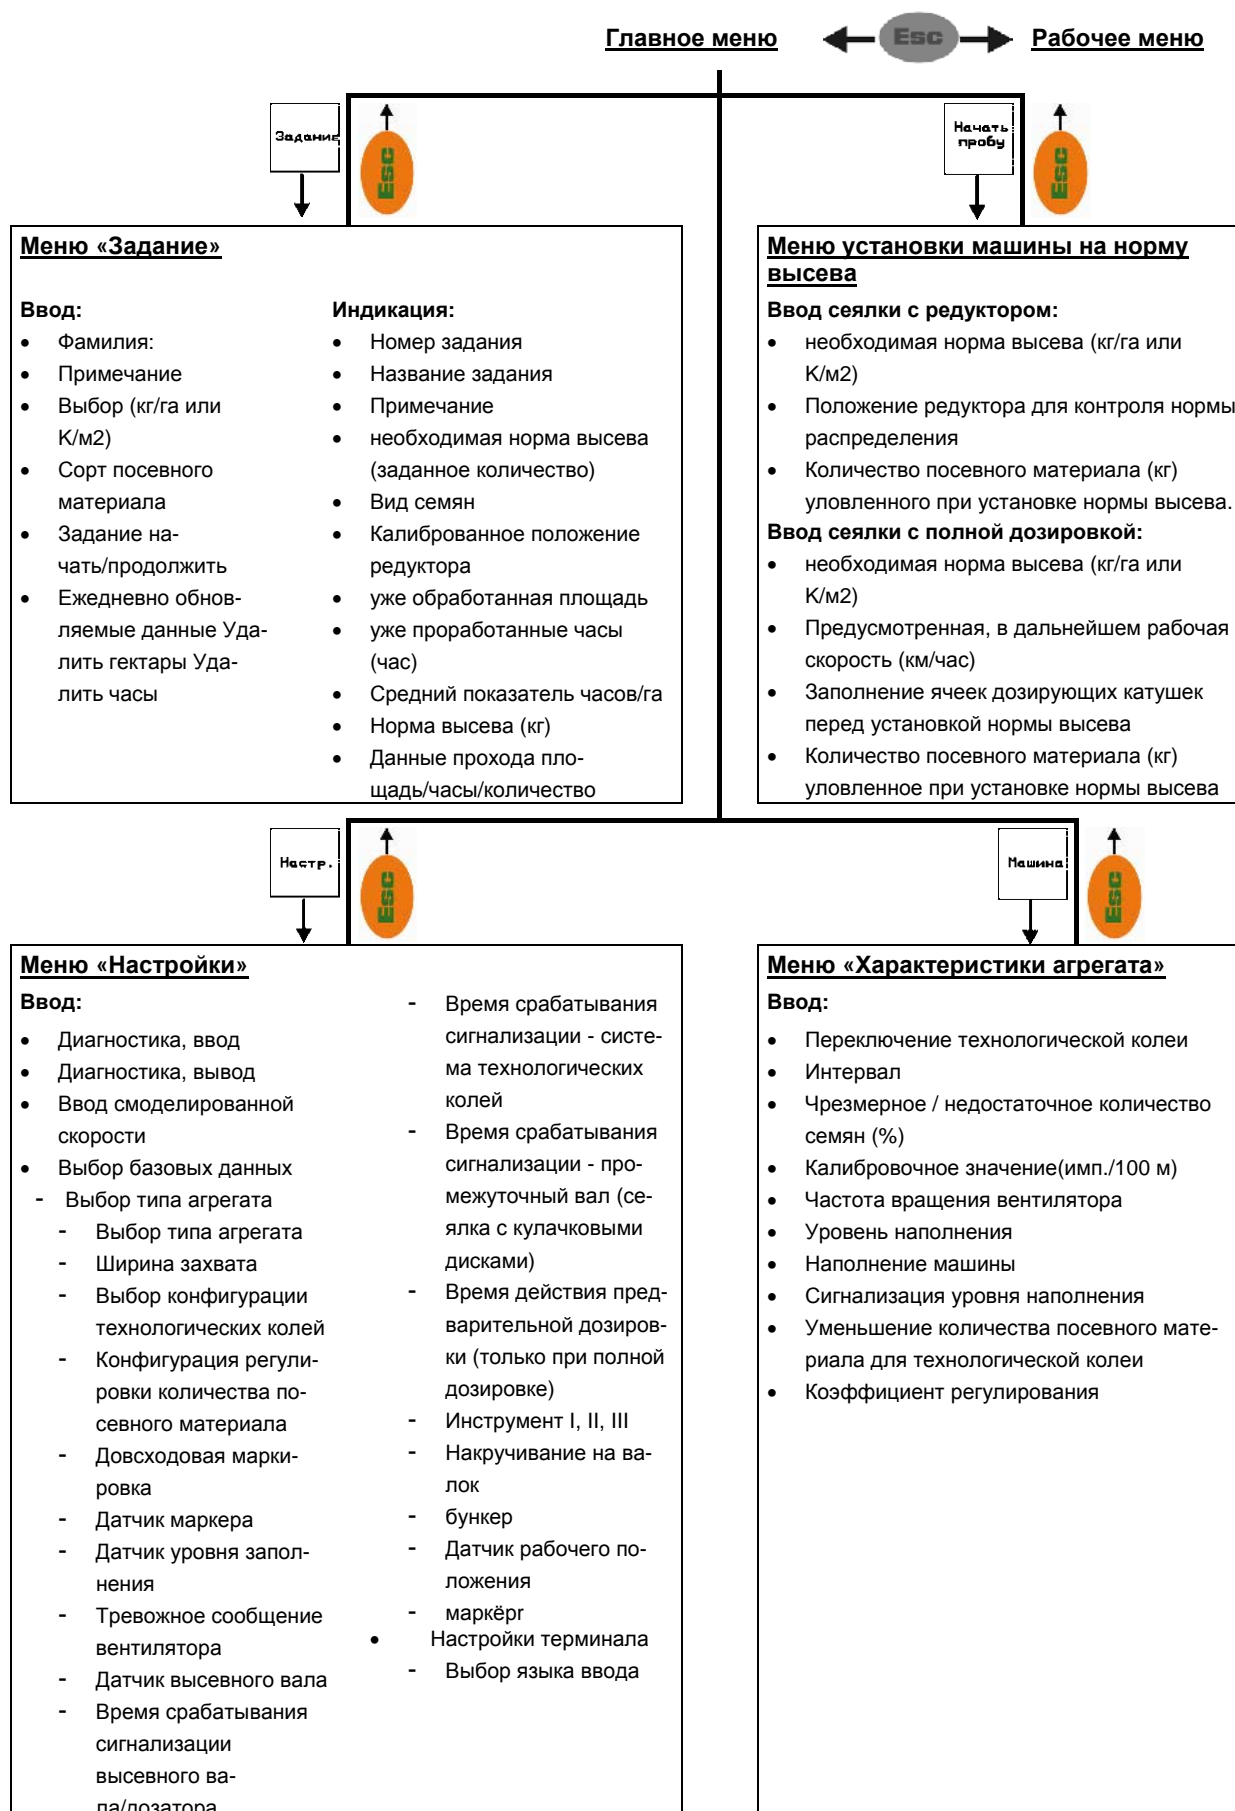 Главное меню
Esc
Рабочее меню
Задание
Esc
Начать
пробу
Esc
Меню «Задание»
Ввод:
• Фамилия:
• Примечание
• Выбор (кг/га или
K/м2)
• Сорт посевного
материала
• Задание на-
чать/продолжить
• Ежедневно обнов-
ляемые данные Уда-
лить гектары Уда-
лить часы
Индикация:
• Номер задания
• Название задания
• Примечание
• необходимая норма высева
(заданное количество)
• Вид семян
• Калиброванное положение
редуктора
• уже обработанная площадь
• уже проработанные часы
(час)
• Средний показатель часов/га
• Норма высева (кг)
• Данные прохода пло-
щадь/часы/количество
Меню установки машины на норму
высева
Ввод сеялки с редуктором:
• необходимая норма высева (кг/га или
K/м2)
• Положение редуктора для контроля нормы
распределения
• Количество посевного материала (кг)
уловленного при установке нормы высева.
Ввод сеялки с полной дозировкой:
• необходимая норма высева (кг/га или
K/м2)
• Предусмотренная, в дальнейшем рабочая
скорость (км/час)
• Заполнение ячеек дозирующих катушек
перед установкой нормы высева
• Количество посевного материала (кг)
уловленное при установке нормы высева
Настр.
Esc
Машина
Esc
Меню «Настройки»
Ввод:
• Диагностика, ввод
• Диагностика, вывод
• Ввод смоделированной
скорости
• Выбор базовых данных
- Выбор типа агрегата
- Выбор типа агрегата
- Ширина захвата
- Выбор конфигурации
технологических колей
- Конфигурация регули-
ровки количества по-
севного материала
- Довсходовая марки-
ровка
- Датчик маркера
- Датчик уровня запол-
нения
- Тревожное сообщение
вентилятора
- Датчик высевного вала
- Время срабатывания
сигнализации
высевного ва-
ла/дозатора
- Время срабатывания
сигнализации - систе-
ма технологических
колей
- Время срабатывания
сигнализации - про-
межуточный вал (се-
ялка с кулачковыми
дисками)
- Время действия пред-
варительной дозиров-
ки (только при полной
дозировке)
- Инструмент I, II, III
- Накручивание на ва-
лок
- бункер
- Датчик рабочего по-
ложения
- маркёрr
• Настройки терминала
- Выбор языка ввода
Меню «Характеристики агрегата»
Ввод:
• Переключение технологической колеи
• Интервал
• Чрезмерное / недостаточное количество
семян (%)
• Калибровочное значение(имп./100 м)
• Частота вращения вентилятора
• Уровень наполнения
• Наполнение машины
• Сигнализация уровня наполнения
• Уменьшение количества посевного мате-
риала для технологической колеи
• Коэффициент регулирования